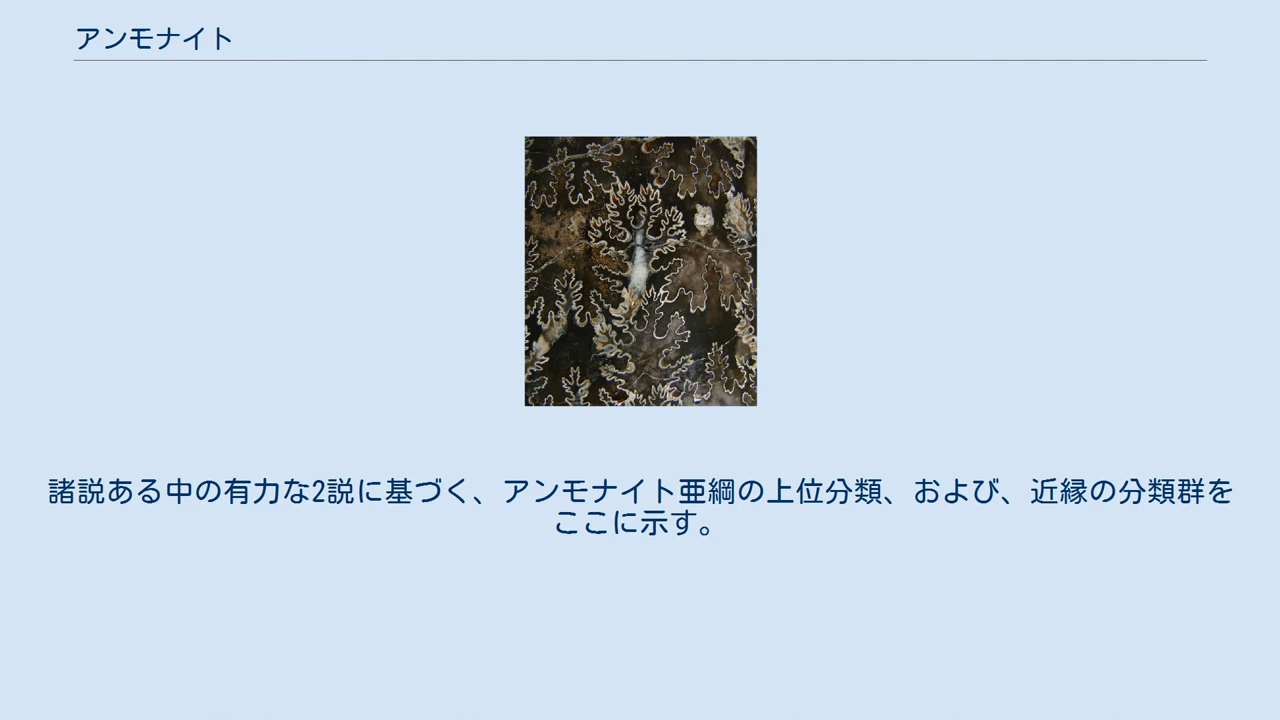 アンモナイト
諸説ある中の有力な2説に基づく、アンモナイト亜綱の上位分類、および、近縁の分類群を
ここに示す。